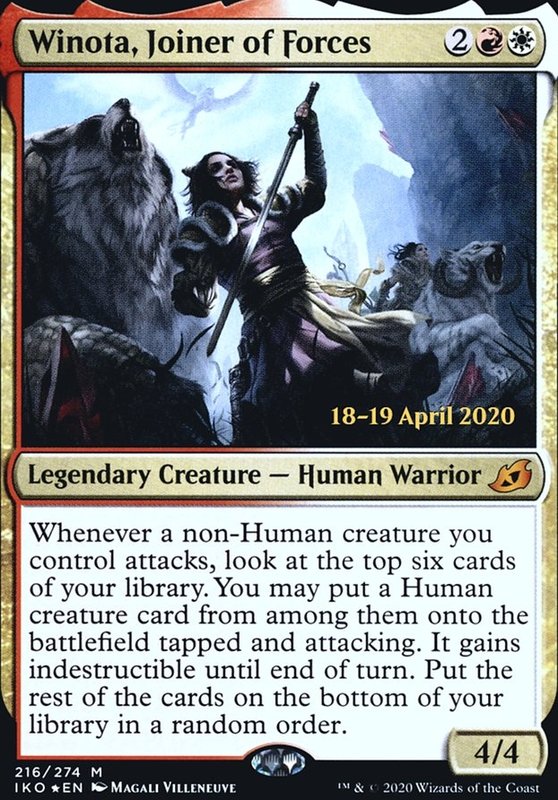 Winota, Joiner of Forces 2
18-19 April 2020
Legendary Creature — Human Warrior
Whenever a non-Human creature you
control attacks, look at the top six cards
of your library. You may put a Human
creature card from among them onto the
battlefield tapped and attacking. It gains
indestructible until end of turn. Put the
rest of the cards on the bottom of your
library in a random order.
4/4
216/274 M
IKO ★ EN MAGALI VILLENEUVE
™ & © 2020 Wizards of the Coast